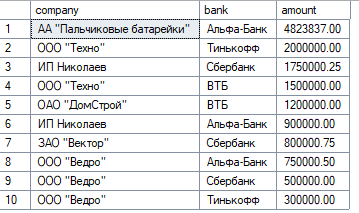 company bank amount
1 АА "Пальчиковые батарейки" Альфа-Банк 4823837.00
2 ООО "Техно" Тинькофф 2000000.00
3 ИП Николаев Сбербанк 1750000.25
4 ООО "Техно" ВТБ 1500000.00
5 ОАО "ДомСтрой" ВТБ 1200000.00
6 ИП Николаев Альфа-Банк 900000.00
7 ЗАО "Вектор" Сбербанк 800000.75
8 ООО "Ведро" Альфа-Банк 750000.50
9 ООО "Ведро" Сбербанк 500000.00
10 ООО "Ведро" Тинькофф 300000.00